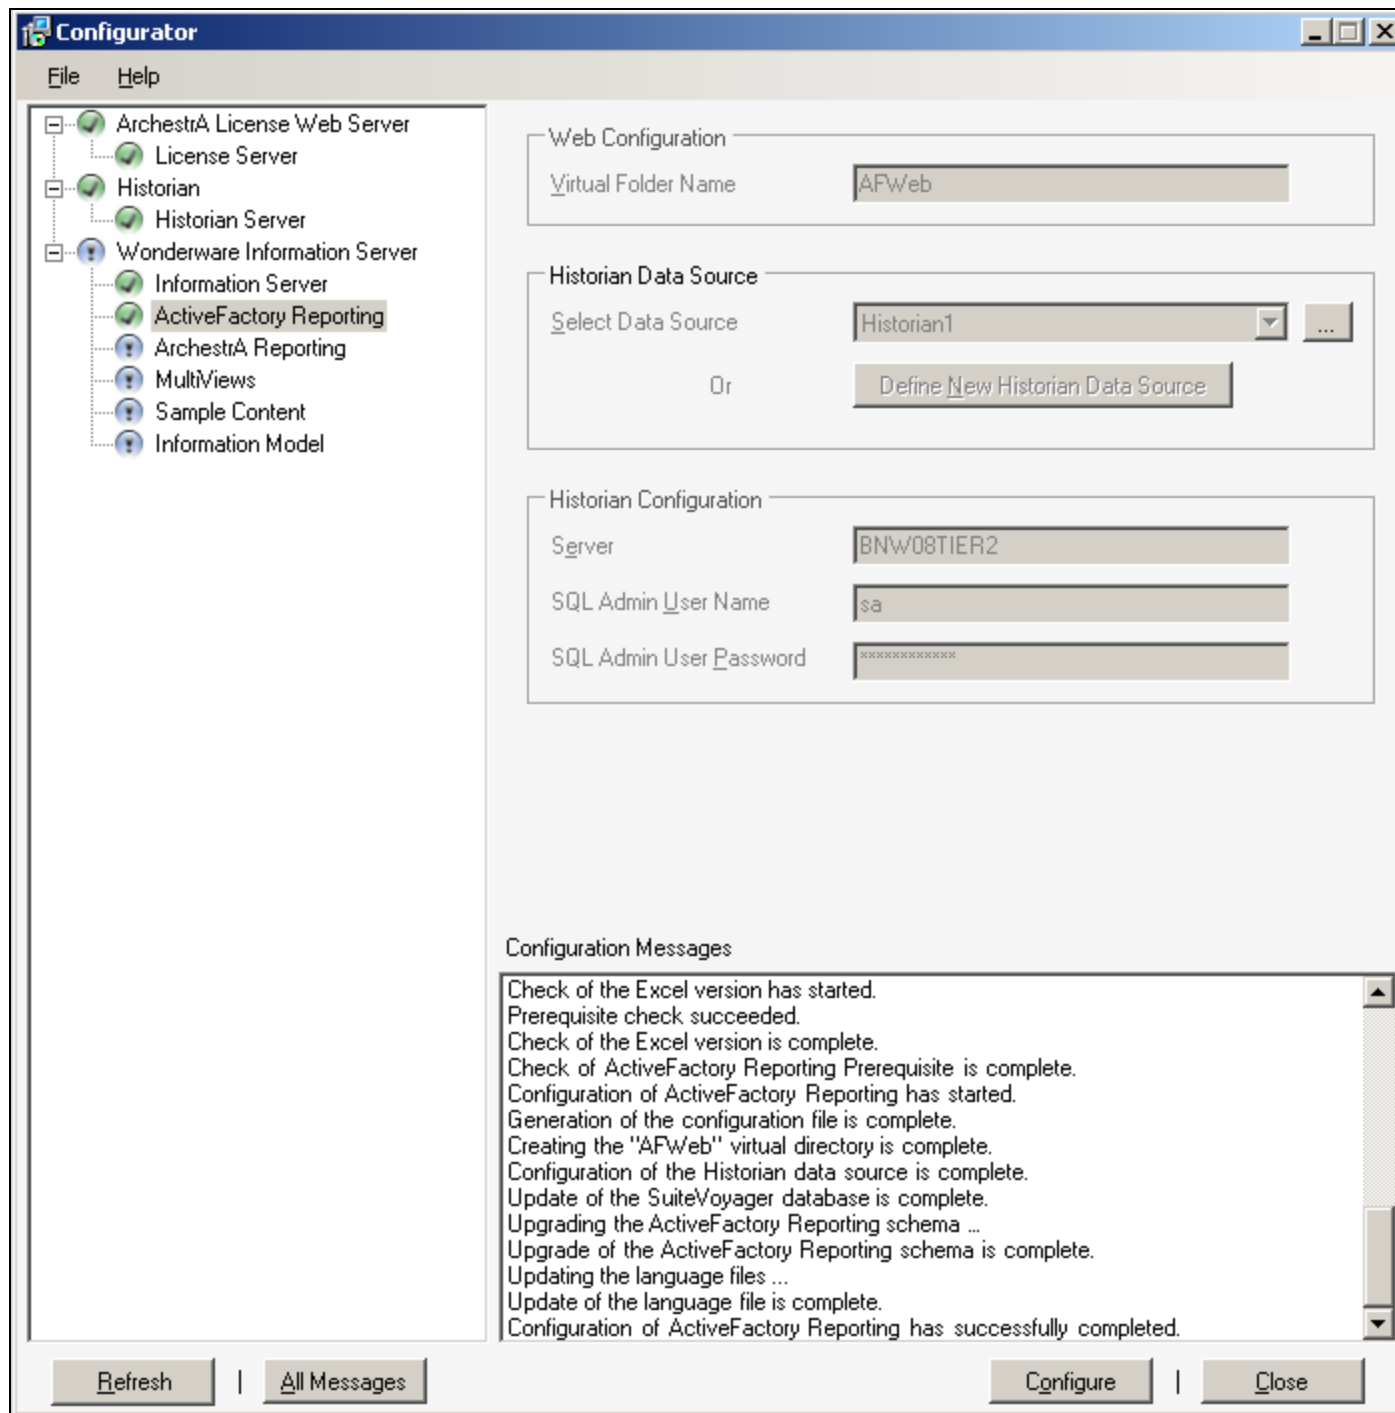 Configurator
File Help
ArchestrA License Web Server
License Server
Historian
Historian Server
Wonderware Information Server
Information Server
ActiveFactory Reporting
ArchestrA Reporting
MultiViews
Sample Content
Information Model
Web Configuration
Virtual Folder Name AFWeb
Historian Data Source
Select Data Source Historian1 ...
Or Define New Historian Data Source
Historian Configuration
Server BNW08TIER2
SQL Admin User Name sa
SQL Admin User Password ************
Configuration Messages
Check of the Excel version has started.
Prerequisite check succeeded.
Check of the Excel version is complete.
Check of ActiveFactory Reporting Prerequisite is complete.
Configuration of ActiveFactory Reporting has started.
Generation of the configuration file is complete.
Creating the "AFWeb" virtual directory is complete.
Configuration of the Historian data source is complete.
Update of the SuiteVoyager database is complete.
Upgrading the ActiveFactory Reporting schema ...
Upgrade of the ActiveFactory Reporting schema is complete.
Updating the language files ...
Update of the language file is complete.
Configuration of ActiveFactory Reporting has successfully completed.
Refresh | All Messages Configure | Close